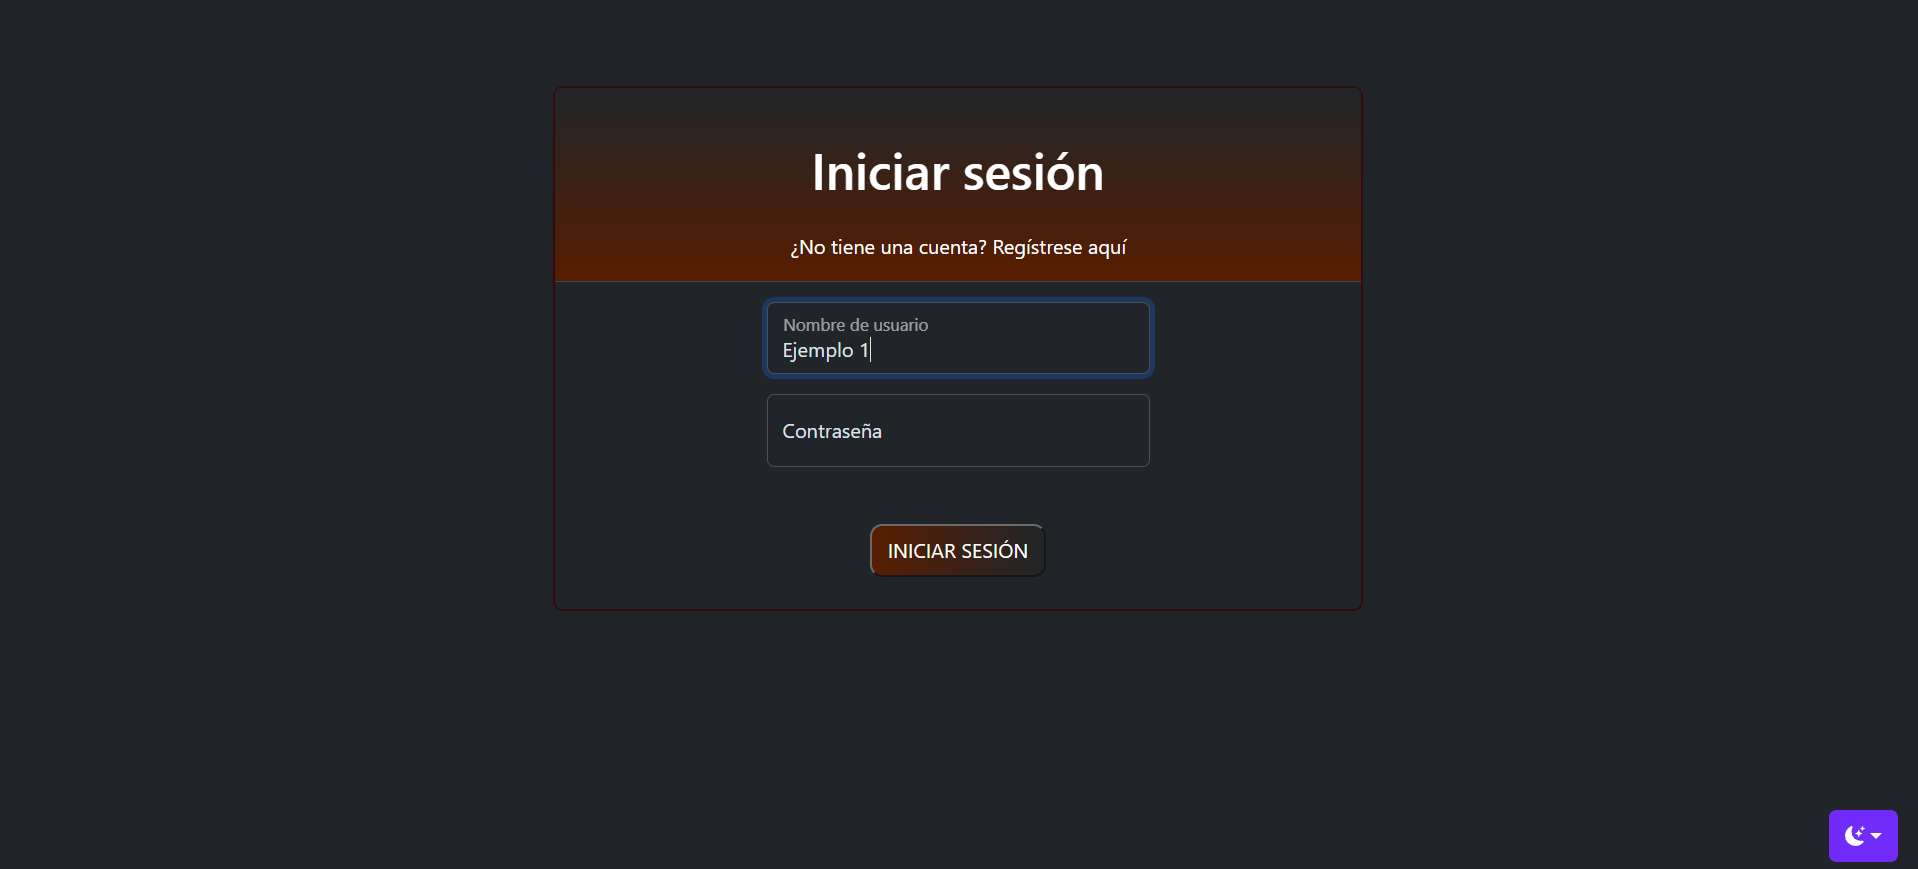 Iniciar sesión
¿No tiene una cuenta? Regístrese aquí
Nombre de usuario
Ejemplo 1
Contraseña
INICIAR SESIÓN